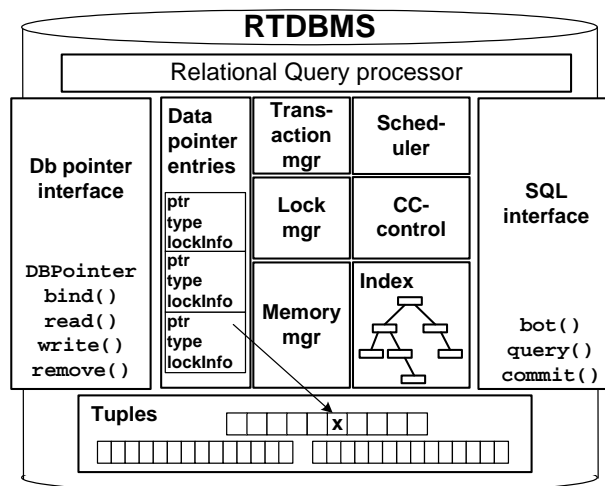 RTDBMS
Relational Query processor
Db pointer
interface
DBPointer
bind()
read()
write()
remove()
Data
pointer
entries
ptr
type
lockInfo
ptr
type
lockInfo
ptr
type
lockInfo
Trans-
action
mgr
Sched-
uler
Lock
mgr
CC-
control
Memory
mgr
Index
SQL
interface
bot()
query()
commit()
Tuples
x